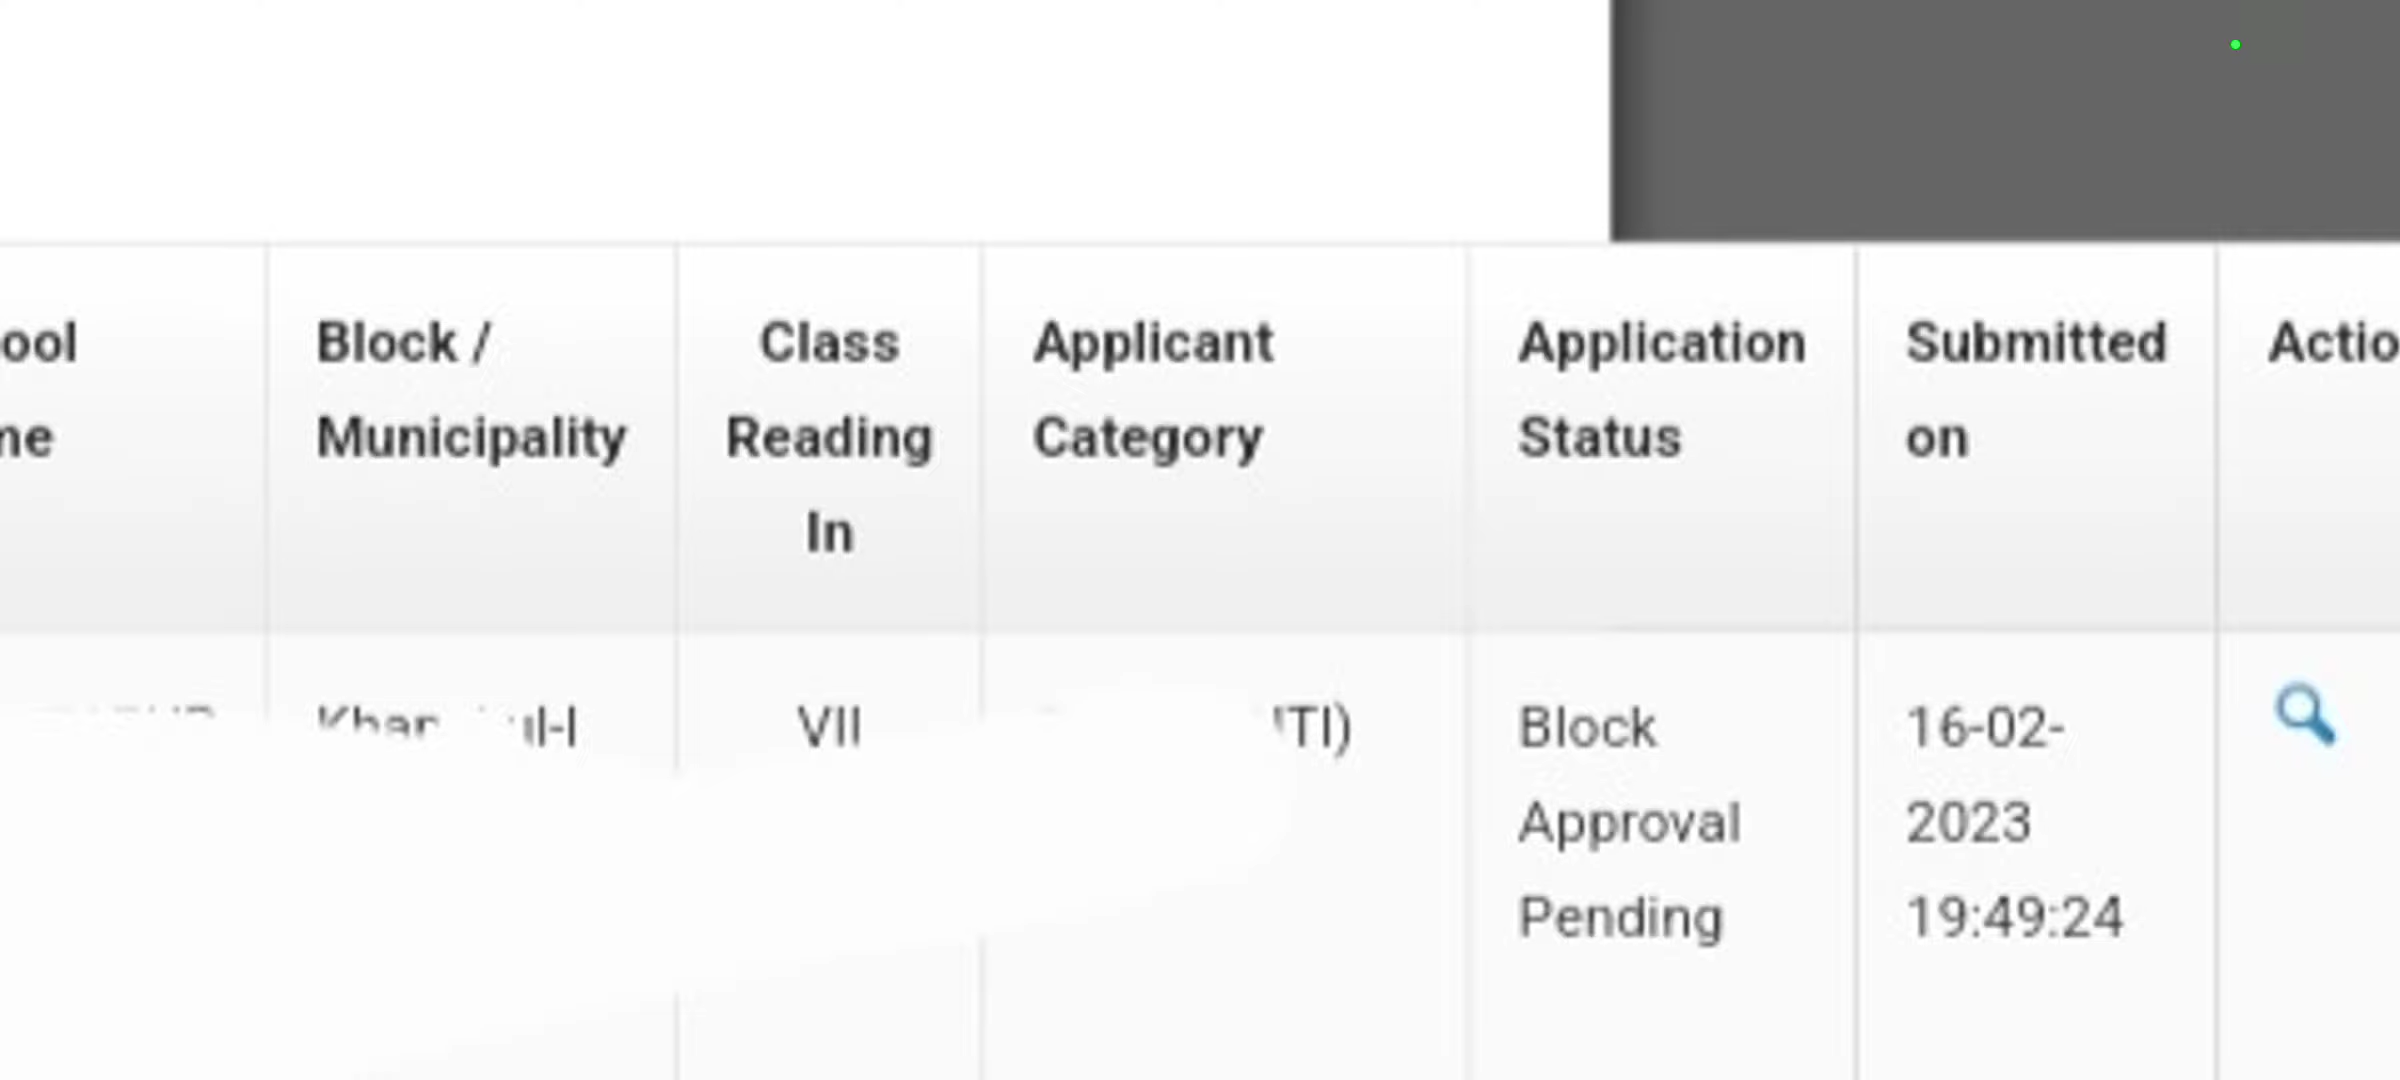 ool
me
Block /
Municipality
Class
Reading
In
Applicant
Category
Application
Status
Submitted
on
Actio
VII
TI)
Block
Approval
Pending
16-02-
2023
19:49:24